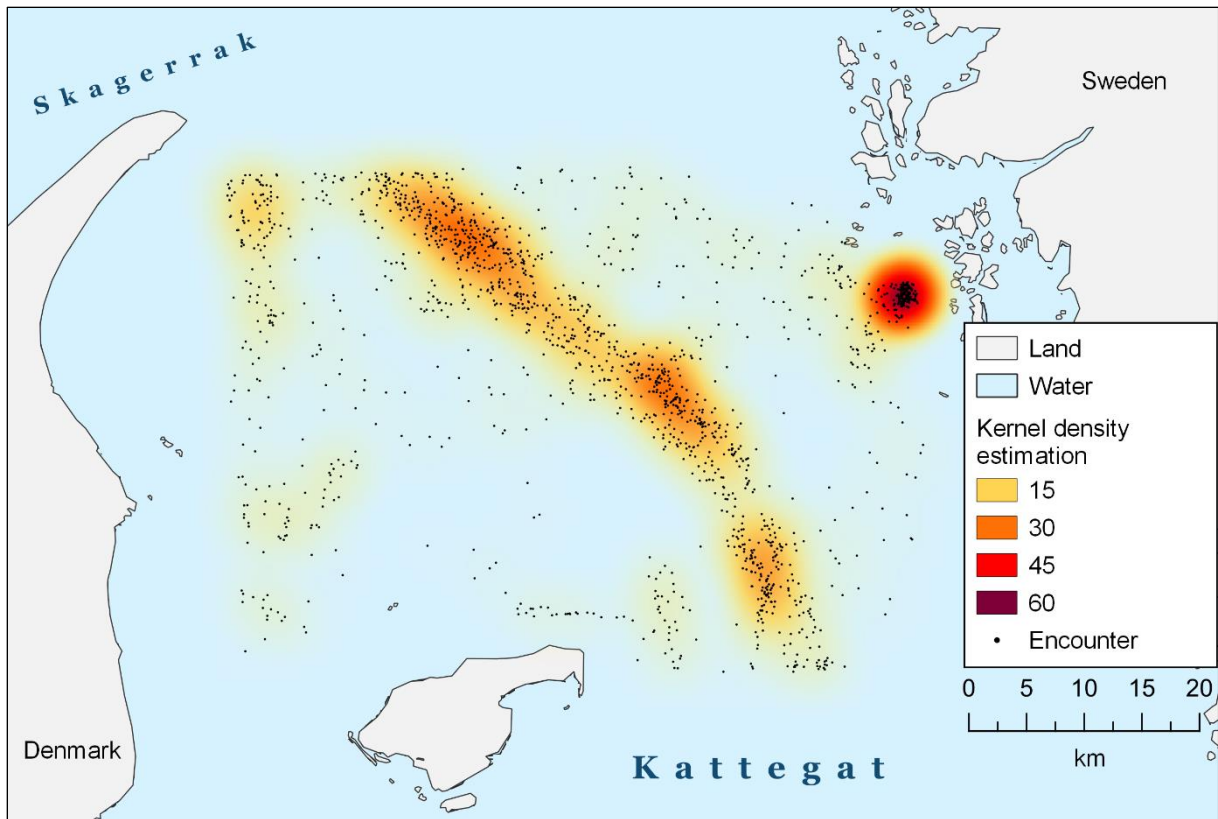 Skagerrak
Sweden
Land
Water
Kernel density
estimation
15
30
45
60
Encounter
0 5 10 15 20
km
Denmark
Kattegat